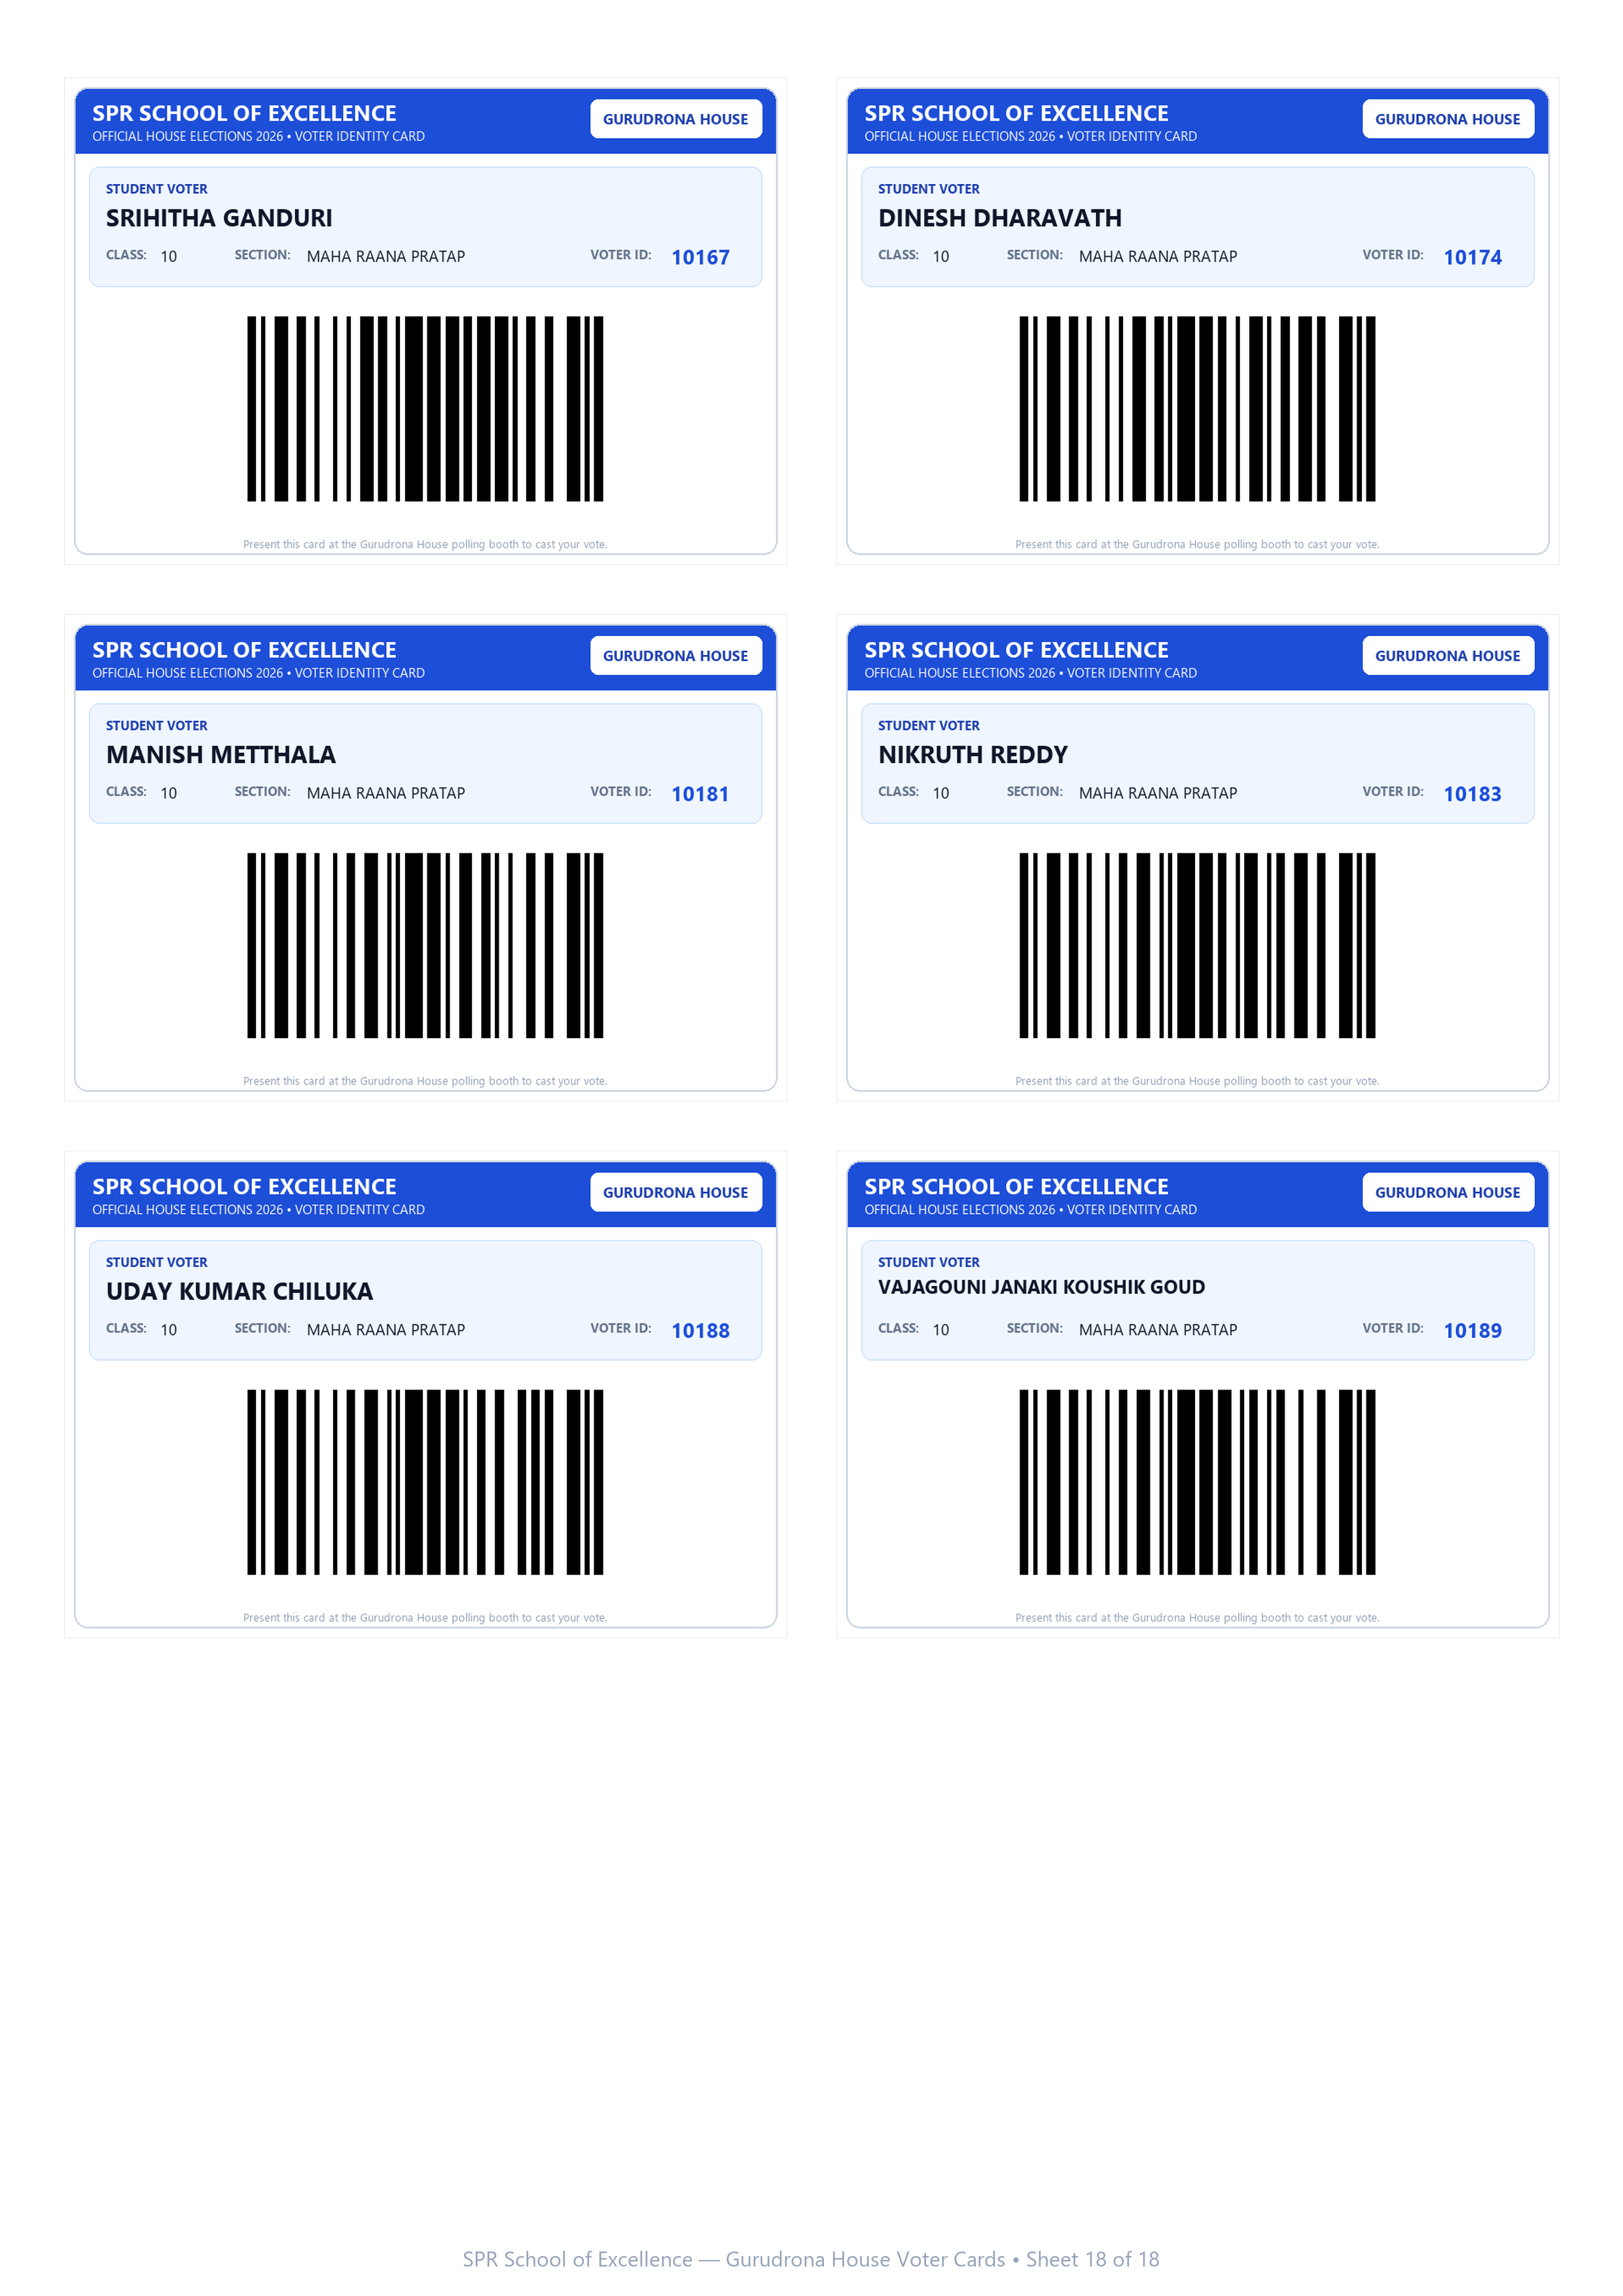 SPR SCHOOL OF EXCELLENCE
OFFICIAL HOUSE ELECTIONS 2026 • VOTER IDENTITY CARD
GURUDRONA HOUSE
STUDENT VOTER
SRIHITHA GANDURI
CLASS: 10 SECTION: MAHA RAANA PRATAP VOTER ID: 10167
Present this card at the Gurudrona House polling booth to cast your vote.
SPR SCHOOL OF EXCELLENCE
OFFICIAL HOUSE ELECTIONS 2026 • VOTER IDENTITY CARD
GURUDRONA HOUSE
STUDENT VOTER
DINESH DHARAVATH
CLASS: 10 SECTION: MAHA RAANA PRATAP VOTER ID: 10174
Present this card at the Gurudrona House polling booth to cast your vote.
SPR SCHOOL OF EXCELLENCE
OFFICIAL HOUSE ELECTIONS 2026 • VOTER IDENTITY CARD
GURUDRONA HOUSE
STUDENT VOTER
MANISH METTHALA
CLASS: 10 SECTION: MAHA RAANA PRATAP VOTER ID: 10181
Present this card at the Gurudrona House polling booth to cast your vote.
SPR SCHOOL OF EXCELLENCE
OFFICIAL HOUSE ELECTIONS 2026 • VOTER IDENTITY CARD
GURUDRONA HOUSE
STUDENT VOTER
NIKRUTH REDDY
CLASS: 10 SECTION: MAHA RAANA PRATAP VOTER ID: 10183
Present this card at the Gurudrona House polling booth to cast your vote.
SPR SCHOOL OF EXCELLENCE
OFFICIAL HOUSE ELECTIONS 2026 • VOTER IDENTITY CARD
GURUDRONA HOUSE
STUDENT VOTER
UDAY KUMAR CHILUKA
CLASS: 10 SECTION: MAHA RAANA PRATAP VOTER ID: 10188
Present this card at the Gurudrona House polling booth to cast your vote.
SPR SCHOOL OF EXCELLENCE
OFFICIAL HOUSE ELECTIONS 2026 • VOTER IDENTITY CARD
GURUDRONA HOUSE
STUDENT VOTER
VAJAGOUNI JANAKI KOUSHIK GOUD
CLASS: 10 SECTION: MAHA RAANA PRATAP VOTER ID: 10189
Present this card at the Gurudrona House polling booth to cast your vote.
SPR School of Excellence — Gurudrona House Voter Cards • Sheet 18 of 18